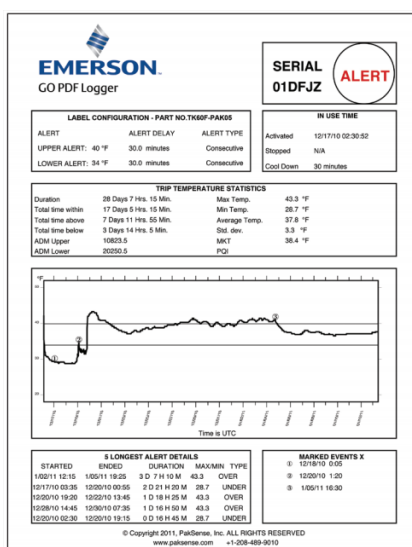 EMERSON
GO PDF Logger
SERIAL
01DFJZ
ALERT
LABEL CONFIGURATION - PART NO.TK60F-PAK05
ALERT ALERT DELAY ALERT TYPE
UPPER ALERT: 40 °F 30.0 minutes Consecutive
LOWER ALERT: 34 °F 30.0 minutes Consecutive
IN USE TIME
Activated 12/17/10 02:30:52
Stopped N/A
Cool Down 30 minutes
TRIP TEMPERATURE STATISTICS
Duration 28 Days 7 Hrs. 15 Min. Max Temp. 43.3 °F
Total time within 17 Days 5 Hrs. 15 Min. Min Temp. 26.7 °F
Total time above 7 Days 11 Hrs. 55 Min. Average Temp. 37.8 °F
Total time below 3 Days 14 Hrs. 5 Min. Std. dev. 3.3 °F
ADM Upper 10823.5 MKT 38.4 °F
ADM Lower 20250.5 PQI
°F
Time is UTC
5 LONGEST ALERT DETAILS
STARTED ENDED DURATION MAX/MIN TYPE
1/02/11 12:15 1/05/11 19:25 3 D 7 H 10 M 43.3 OVER
12/17/10 03:35 12/20/10 00:55 2 D 21 H 20 M 28.7 UNDER
12/20/10 19:20 12/22/10 13:45 1 D 18 H 25 M 43.3 OVER
12/28/10 14:45 12/30/10 07:35 1 D 16 H 50 M 43.3 OVER
12/20/10 02:30 12/20/10 19:15 0 D 16 H 45 M 28.7 UNDER
MARKED EVENTS X
① 12/18/10 0:05
② 12/20/10 1:20
③ 1/05/11 16:30
© Copyright 2011, PakSense, Inc. ALL RIGHTS RESERVED
www.paksense.com +1-208-489-9010